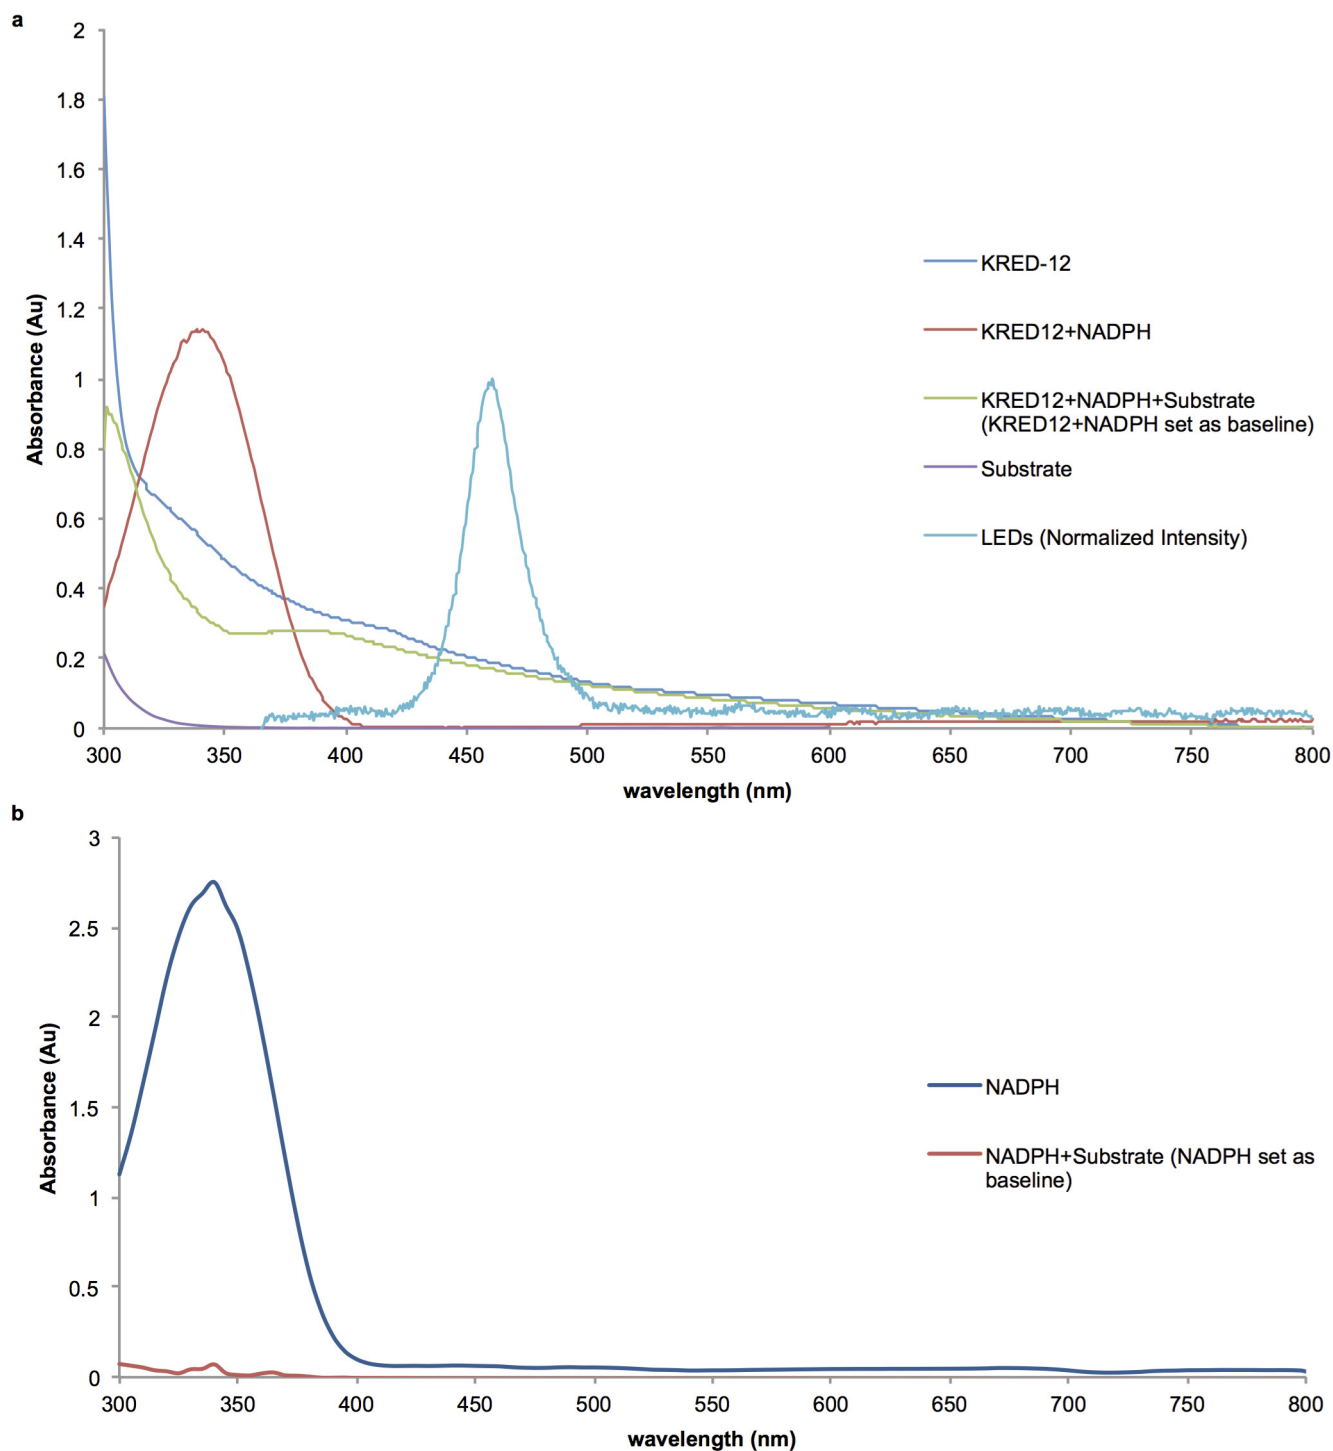 a
2
1.8
1.6
1.4
1.2
1
0.8
0.6
0.4
0.2
0
Absorbance (Au)
300 350 400 450 500 550 600 650 700 750 800
wavelength (nm)
KRED-12
KRED12+NADPH
KRED12+NADPH+Substrate
(KRED12+NADPH set as baseline)
Substrate
LEDs (Normalized Intensity)
b
3
2.5
2
1.5
1
0.5
0
Absorbance (Au)
300 350 400 450 500 550 600 650 700 750 800
wavelength (nm)
NADPH
NADPH+Substrate (NADPH set as
baseline)